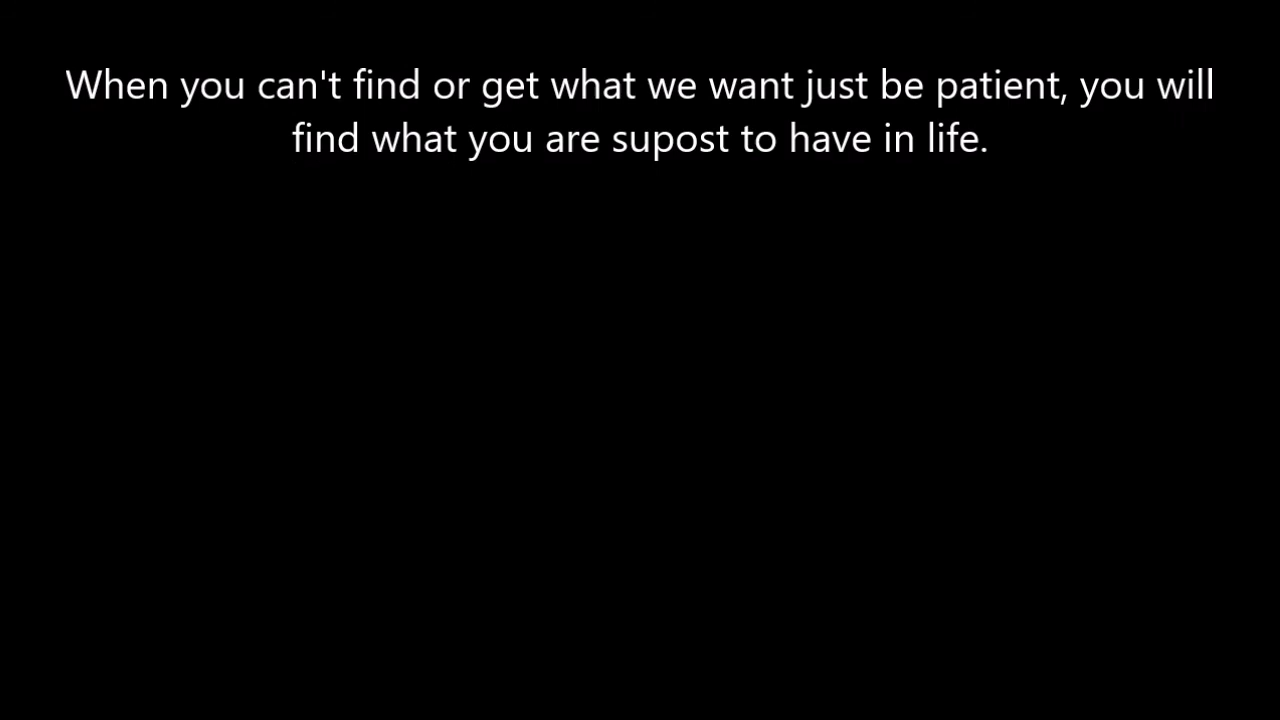 When you can't find or get what we want just be patient, you will
find what you are supost to have in life.